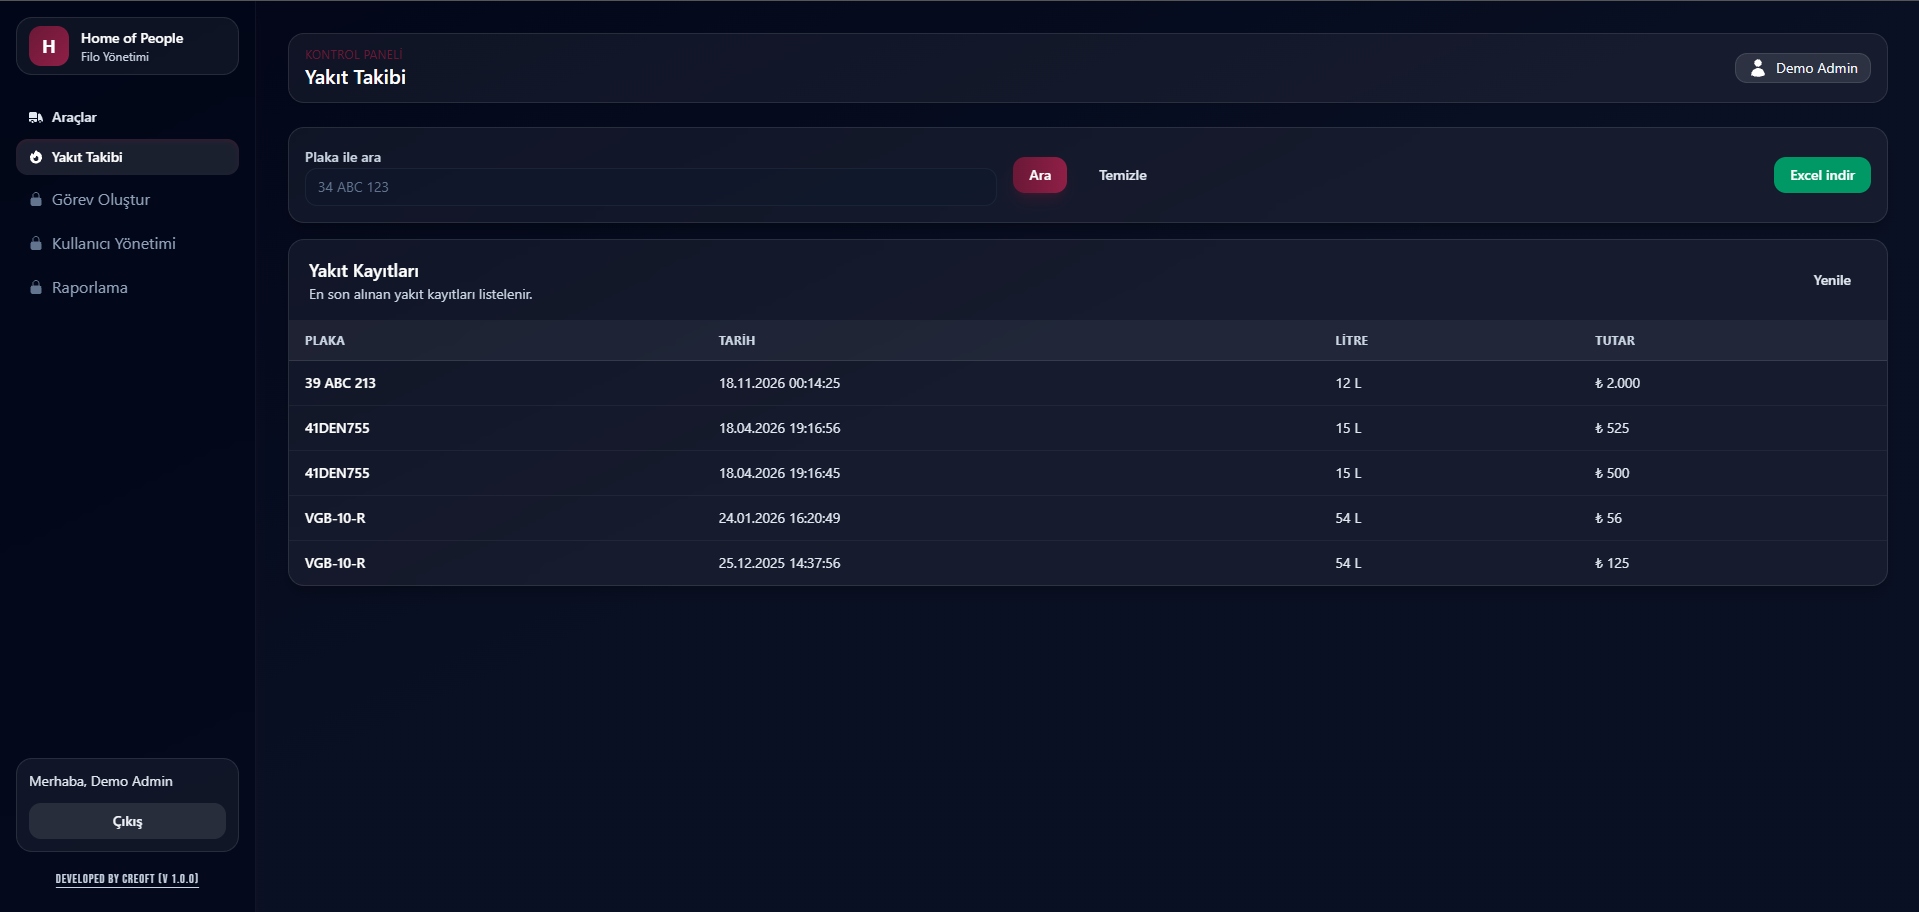 H
Home of People
Filo Yönetimi
Araçlar
Yakıt Takibi
Görev Oluştur
Kullanıcı Yönetimi
Raporlama
Merhaba, Demo Admin
Çıkış
DEVELOPED BY CREOFT (V 1.0.0)
KONTROL PANELİ
Yakıt Takibi
Demo Admin
Plaka ile ara
34 ABC 123
Ara
Temizle
Excel indir
Yakıt Kayıtları
En son alınan yakıt kayıtları listelenir.
Yenile
PLAKA TARİH LİTRE TUTAR
39 ABC 213 18.11.2026 00:14:25 12 L ₺ 2.000
41DEN755 18.04.2026 19:16:56 15 L ₺ 525
41DEN755 18.04.2026 19:16:45 15 L ₺ 500
VGB-10-R 24.01.2026 16:20:49 54 L ₺ 56
VGB-10-R 25.12.2025 14:37:56 54 L ₺ 125